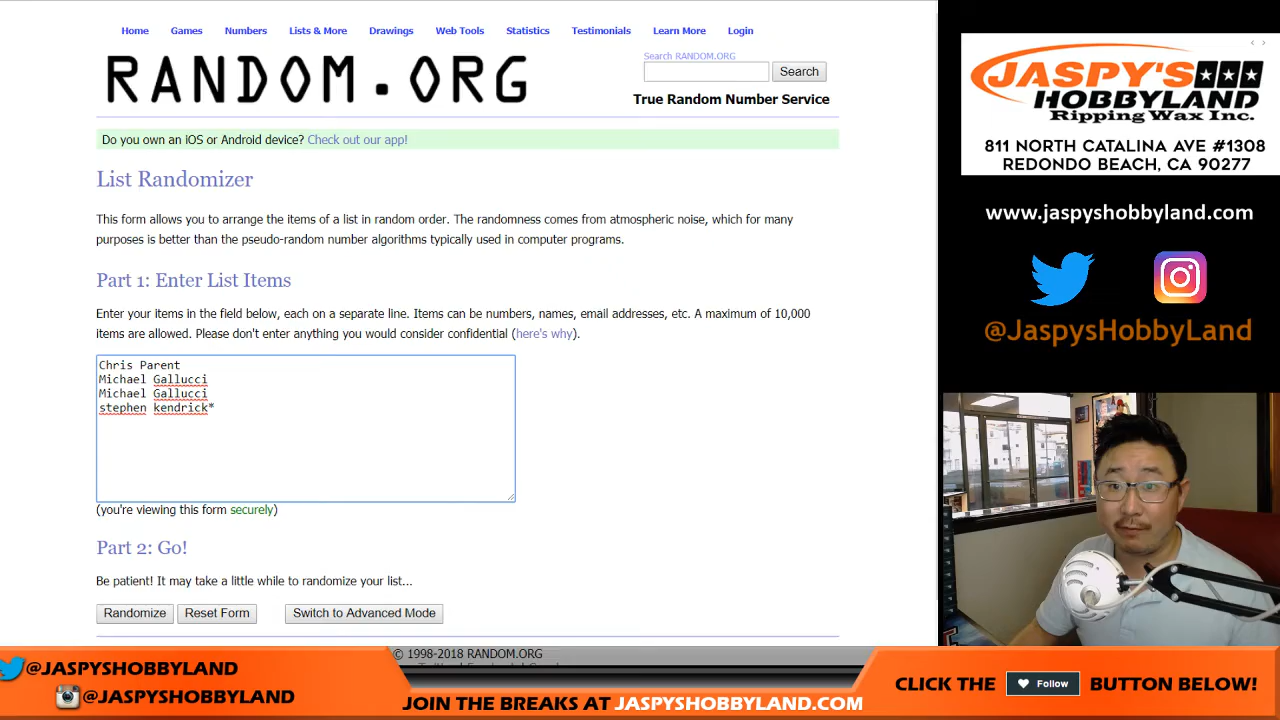 Home Games Numbers Lists & More Drawings Web Tools Statistics Testimonials Learn More Login
RANDOM.ORG
Search RANDOM.ORG
Search
True Random Number Service
Do you own an iOS or Android device? Check out our app!
List Randomizer
This form allows you to arrange the items of a list in random order. The randomness comes from atmospheric noise, which for many
purposes is better than the pseudo-random number algorithms typically used in computer programs.
Part 1: Enter List Items
Enter your items in the field below, each on a separate line. Items can be numbers, names, email addresses, etc. A maximum of 10,000
items are allowed. Please don't enter anything you would consider confidential (here's why).
Chris Parent
Michael Gallucci
Michael Gallucci
stephen kendrick*
(you're viewing this form securely)
Part 2: Go!
Be patient! It may take a little while to randomize your list...
Randomize Reset Form Switch to Advanced Mode
© 1998-2018 RANDOM.ORG
JASPY'S
HOBBYLAND
Ripping Wax Inc.
811 NORTH CATALINA AVE #1308
REDONDO BEACH, CA 90277
www.jaspyshobbyland.com
@JaspysHobbyLand
@JASPYSHOBBYLAND
@JASPYSHOBBYLAND
JOIN THE BREAKS AT JASPYSHOBBYLAND.COM
CLICK THE Follow BUTTON BELOW!